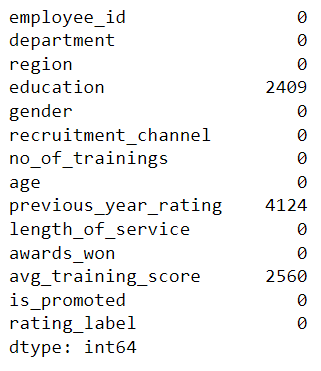 employee_id 0
department 0
region 0
education 2409
gender 0
recruitment_channel 0
no_of_trainings 0
age 0
previous_year_rating 4124
length_of_service 0
awards_won 0
avg_training_score 2560
is_promoted 0
rating_label 0
dtype: int64